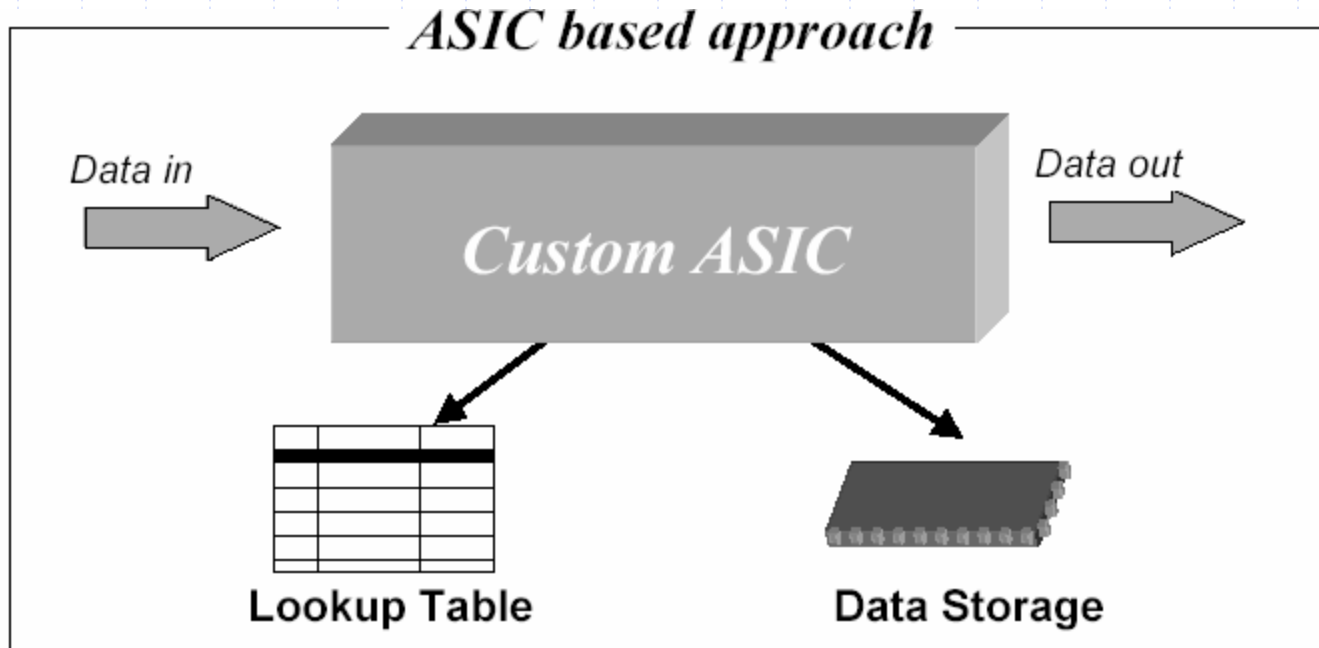 ASIC based approach
Data in
Data out
Custom ASIC
Lookup Table
Data Storage